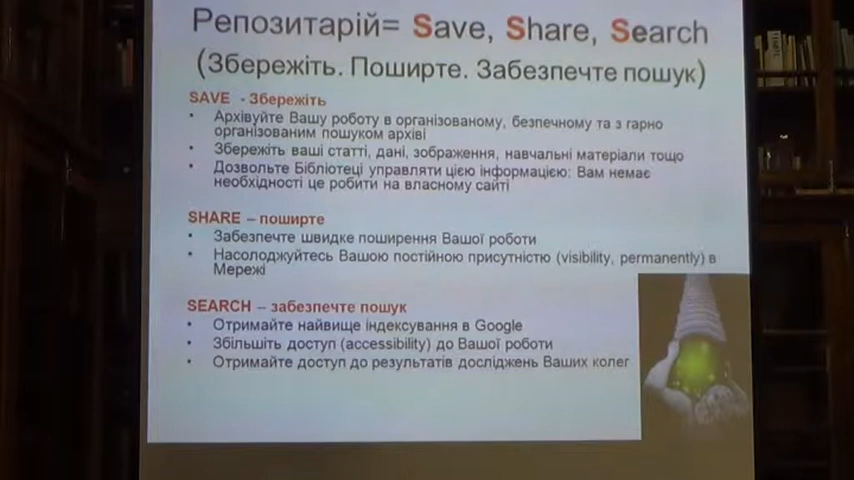 Репозитарій= Save, Share, Search
(Збережіть. Поширте. Забезпечте пошук)
SAVE - Збережіть
• Архівуйте Вашу роботу в організованому, безпечному та з гарно
організованим пошуком архіві
• Збережіть ваші статті, дані, зображення, навчальні матеріали тощо
• Дозвольте Бібліотеці управляти цією інформацією: Вам немає
необхідності це робити на власному сайті
SHARE – поширте
• Забезпечте швидке поширення Вашої роботи
• Насолоджуйтесь Вашою постійною присутністю (visibility, permanently) в
Мережі
SEARCH – забезпечте пошук
• Отримайте найвище індексування в Google
• Збільшіть доступ (accessibility) до Вашої роботи
• Отримайте доступ до результатів досліджень Ваших колег